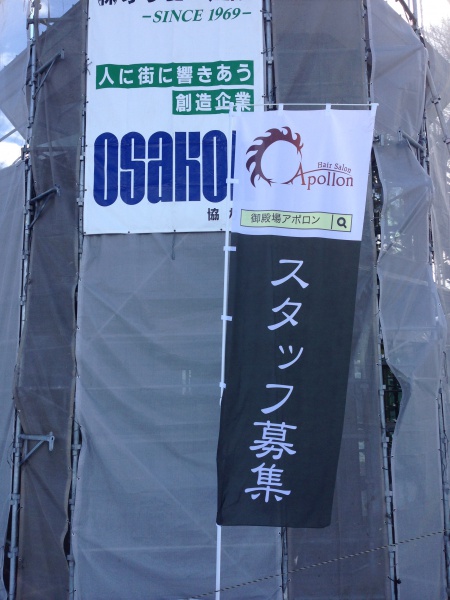 -SINCE 1969-
人に街に響きあう
創造企業
OSAKO
協
Hair Salon
Apollon
御殿場アポロン
スタッフ募集